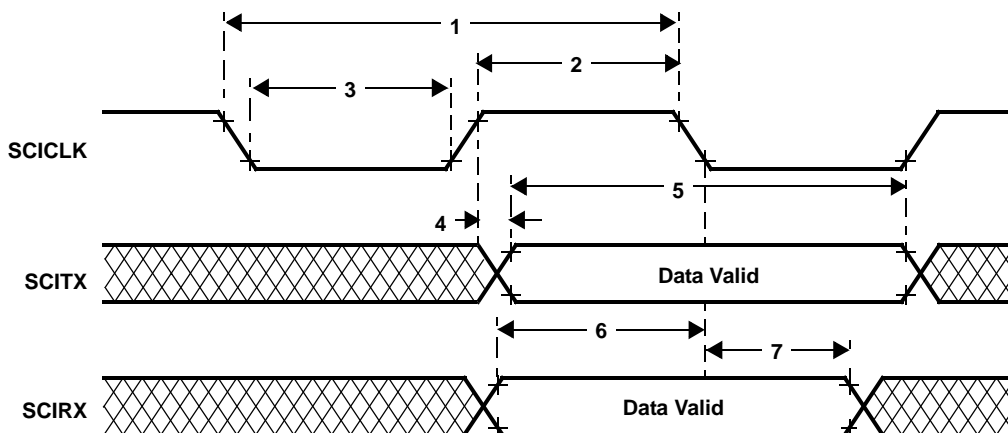 1
2
3
SCICLK
5
4
SCITX
Data Valid
6
7
SCIRX
Data Valid